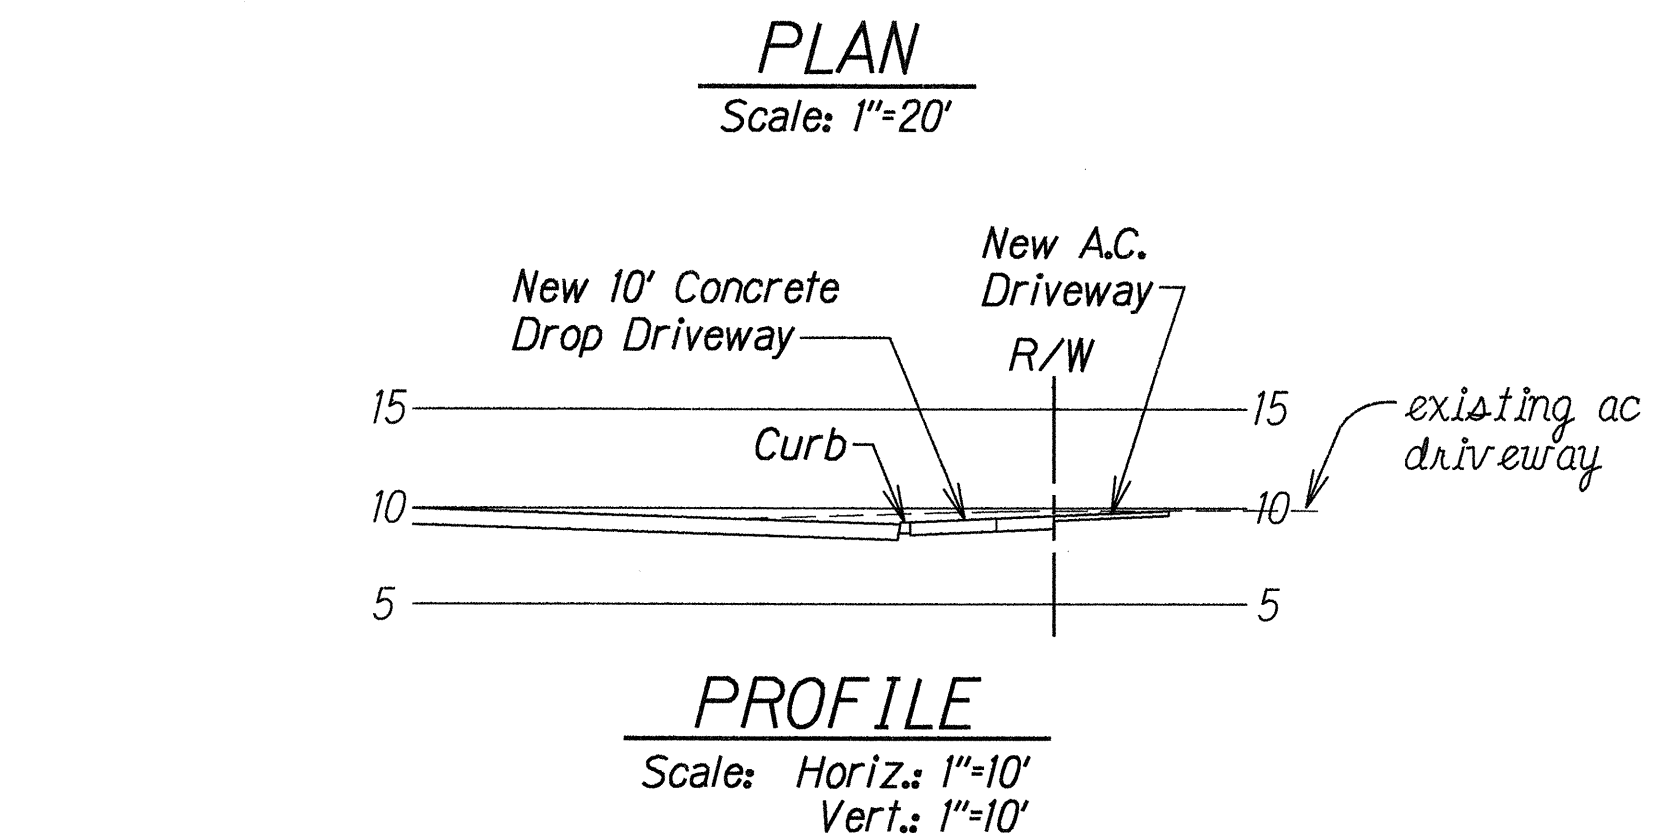 PLAN
Scale: 1"=20'
New A.C.
Driveway
New 10' Concrete
Drop Driveway
R/W
15
15
existing ac
driveway
Curb
10
10
5
5
PROFILE
Scale: Horiz.: 1"=10'
Vert.: 1"=10'